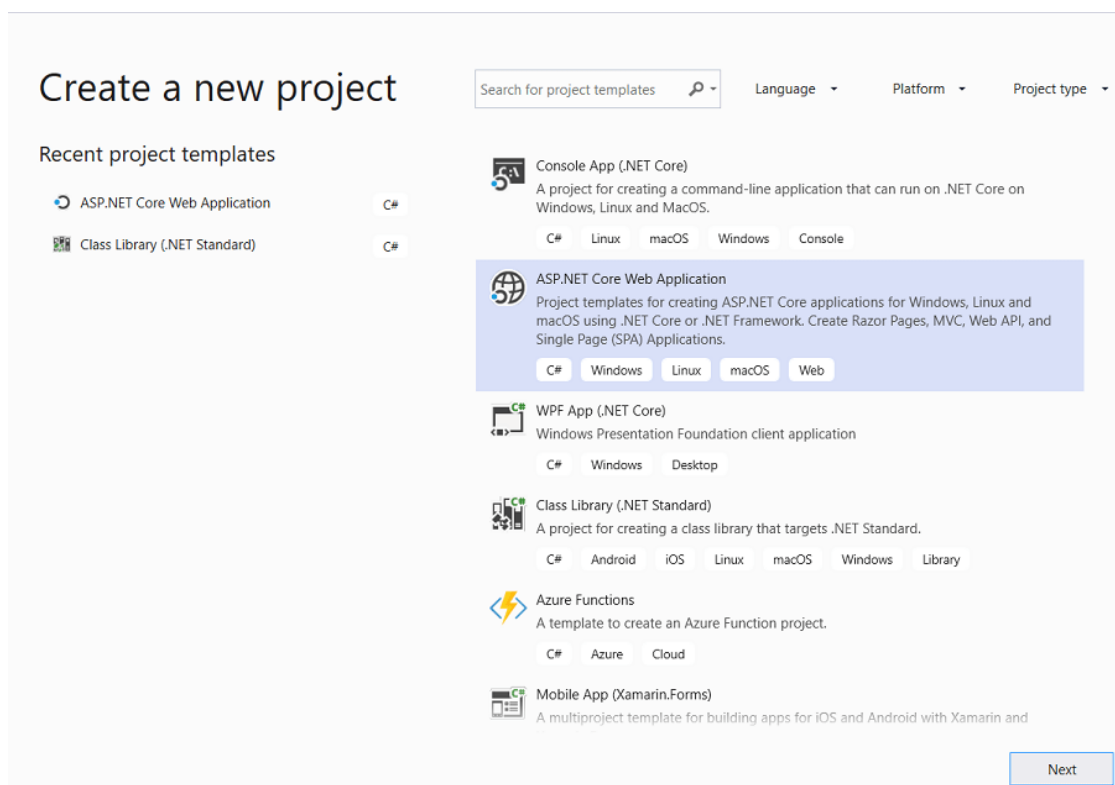 Create a new project
Search for project templates
Language
Platform
Project type
Recent project templates
ASP.NET Core Web Application
C#
Class Library (.NET Standard)
C#
Console App (.NET Core)
A project for creating a command-line application that can run on .NET Core on
Windows, Linux and MacOS.
C# Linux macOS Windows Console
ASP.NET Core Web Application
Project templates for creating ASP.NET Core applications for Windows, Linux and
macOS using .NET Core or .NET Framework. Create Razor Pages, MVC, Web API, and
Single Page (SPA) Applications.
C# Windows Linux macOS Web
WPF App (.NET Core)
Windows Presentation Foundation client application
C# Windows Desktop
Class Library (.NET Standard)
A project for creating a class library that targets .NET Standard.
C# Android iOS Linux macOS Windows Library
Azure Functions
A template to create an Azure Function project.
C# Azure Cloud
Mobile App (Xamarin.Forms)
A multiproject template for building apps for iOS and Android with Xamarin and
Next